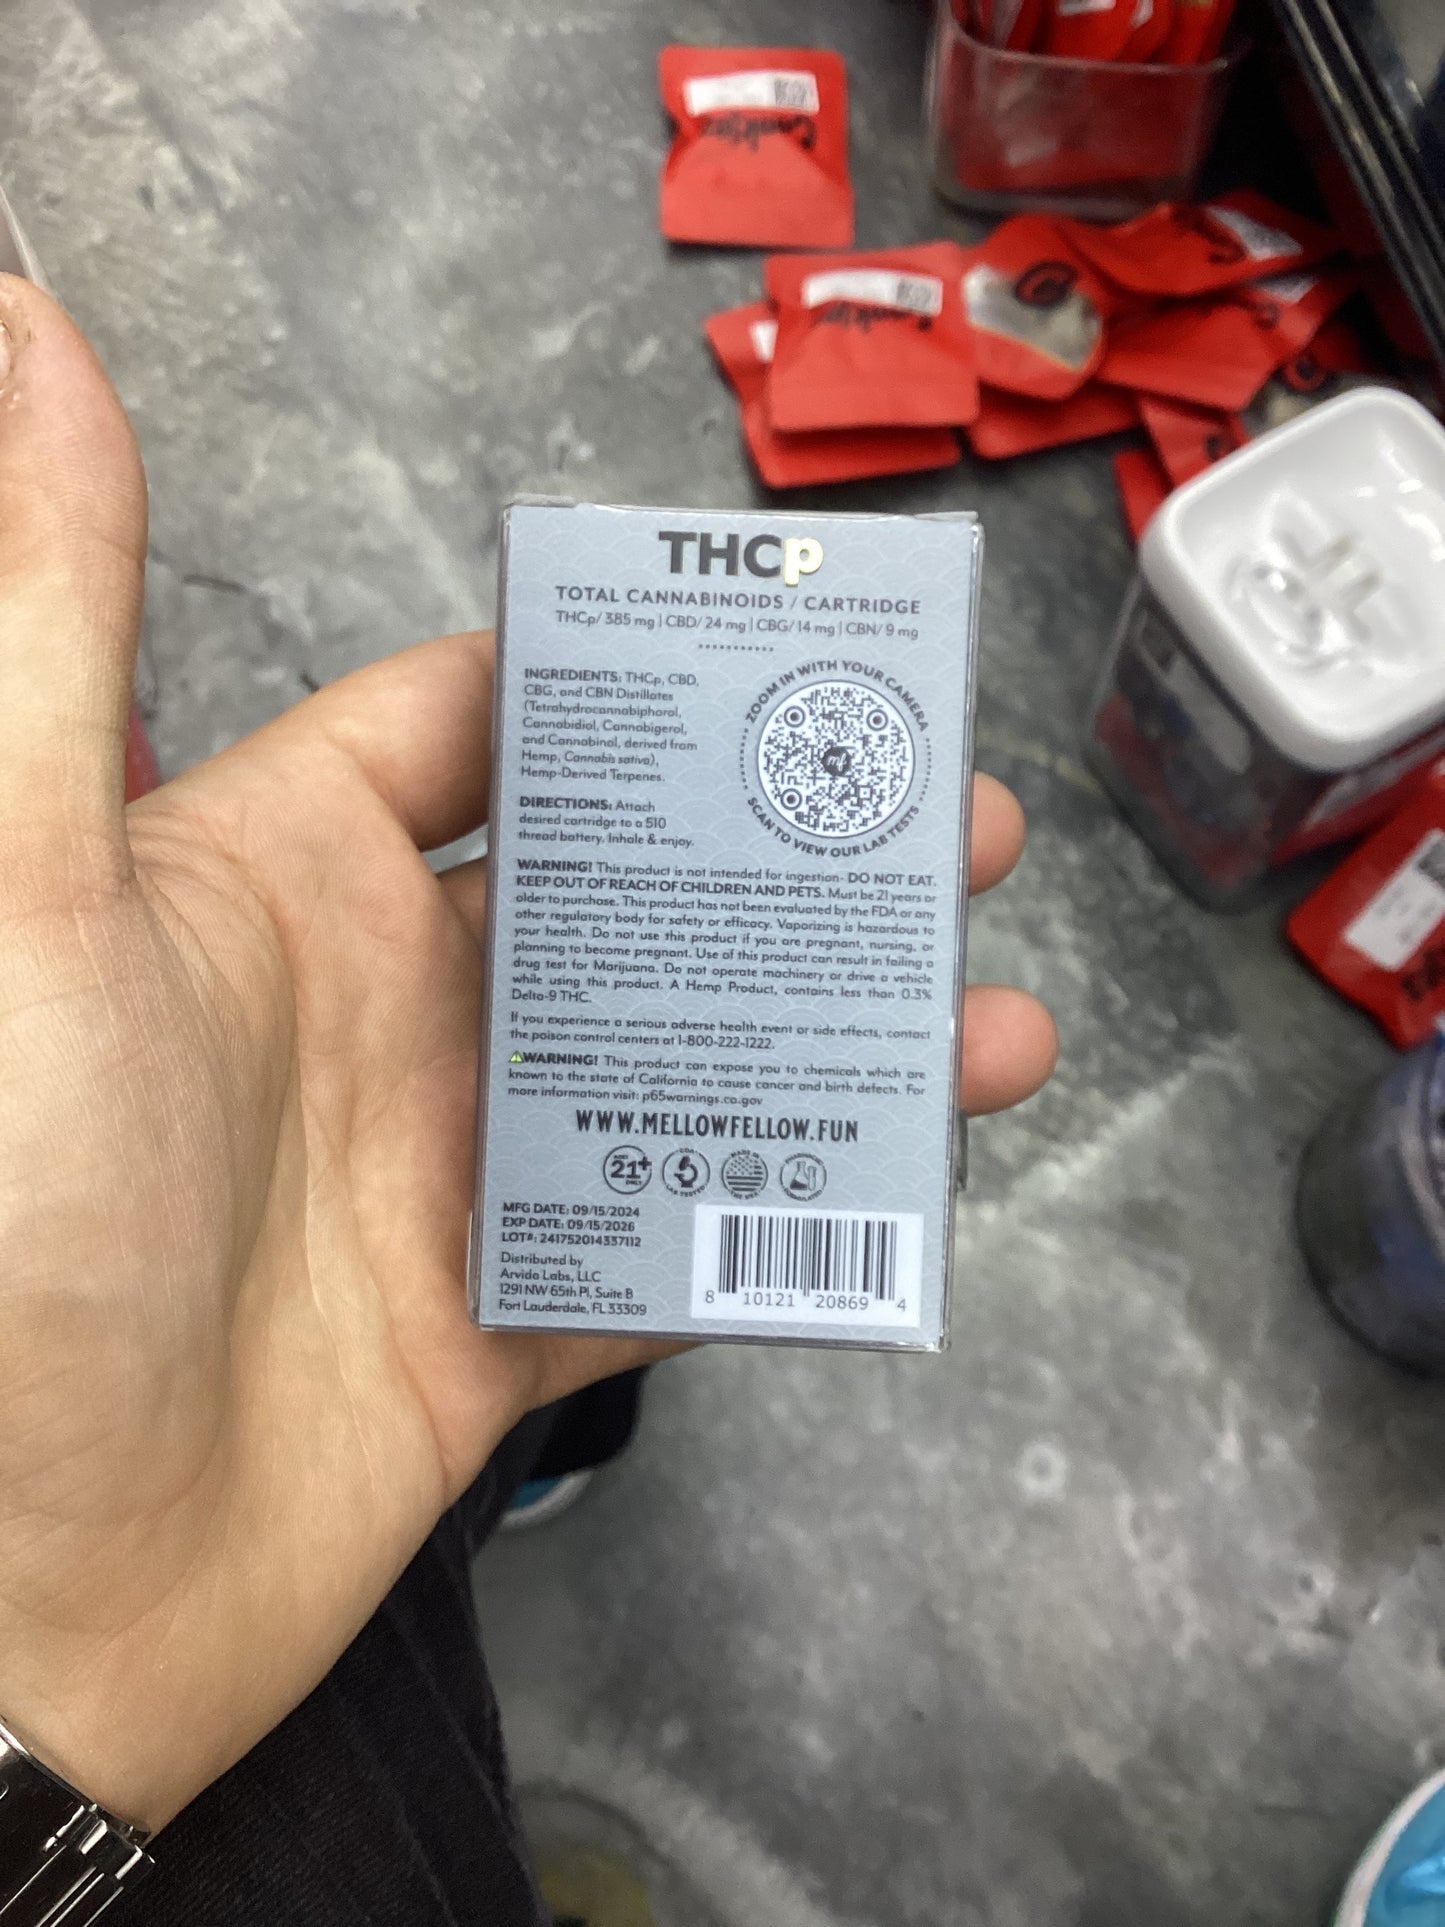 THCp
TOTAL CANNABINOIDS / CARTRIDGE
THCp/ 385 mg | CBD/ 24 mg | CBG/ 14 mg | CBN/ 9 mg
INGREDIENTS: THCp, CBD,
CBG, and CBN Distillates
(Tetrahydrocannabiphorol,
Cannabidiol, Cannabigerol,
and Cannabinol, derived from
Hemp, Cannabis sativa),
Hemp-Derived Terpenes.
ZOOM IN WITH YOUR CAMERA
mf
SCAN TO VIEW OUR LAB TESTS
DIRECTIONS: Attach
desired cartridge to a 510
thread battery. Inhale & enjoy.
WARNING! This product is not intended for ingestion- DO NOT EAT.
KEEP OUT OF REACH OF CHILDREN AND PETS. Must be 21 years or
older to purchase. This product has not been evaluated by the FDA or any
other regulatory body for safety or efficacy. Vaporizing is hazardous to
your health. Do not use this product if you are pregnant, nursing, or
planning to become pregnant. Use of this product can result in failing a
drug test for Marijuana. Do not operate machinery or drive a vehicle
while using this product. A Hemp Product, contains less than 0.3%
Delta-9 THC.
If you experience a serious adverse health event or side effects, contact
the poison control centers at 1-800-222-1222.
WARNING! This product can expose you to chemicals which are
known to the state of California to cause cancer and birth defects. For
more information visit: p65warnings.ca.gov
WWW.MELLOWFELLOW.FUN
21+
ONLY
LAB TESTED
MADE IN
THE USA
MFG DATE: 09/15/2024
EXP DATE: 09/15/2026
LOT#: 241752014337112
Distributed by
Arvida Labs, LLC
1291 NW 65th Pl, Suite B
Fort Lauderdale, FL 33309
8 10121 20869 4
Cookies
Cookies
C